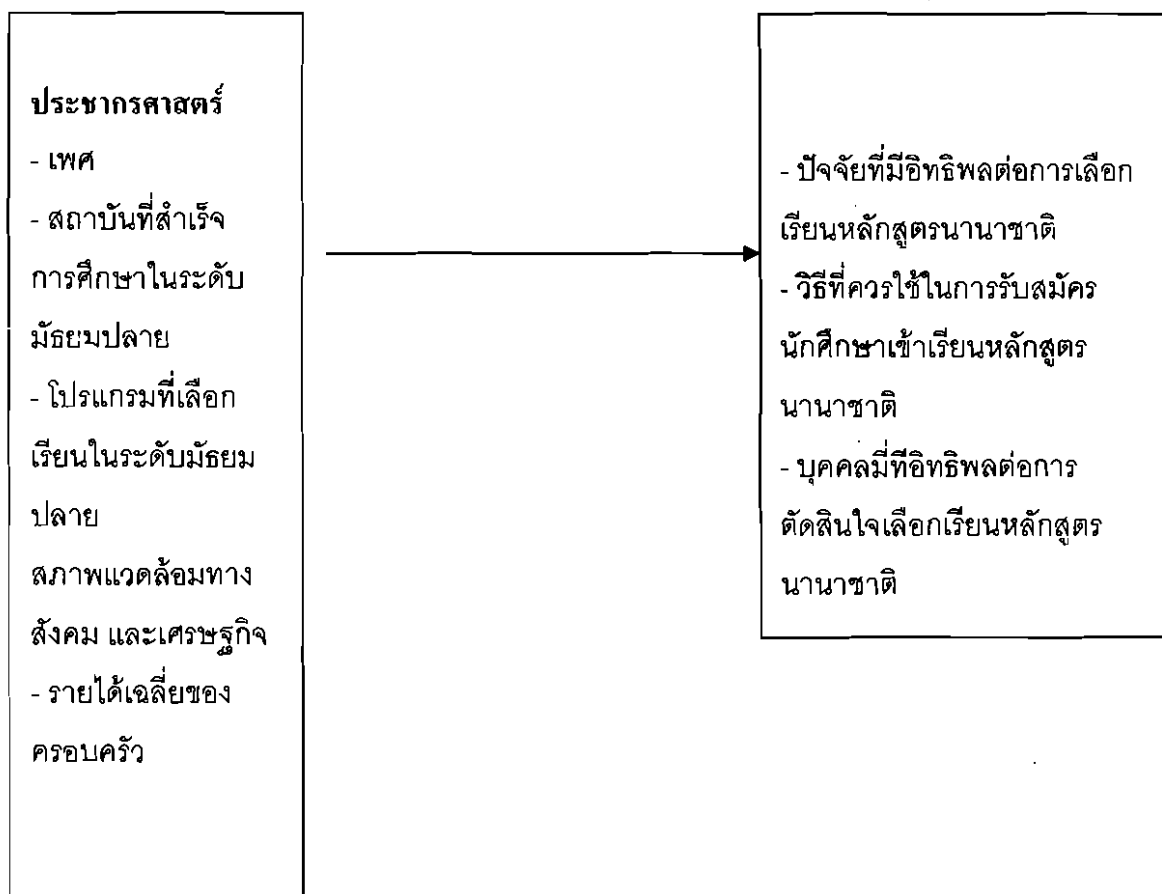 ประชากรศาสตร์
- เพศ
- สถาบันที่สำเร็จ
การศึกษาในระดับ
มัธยมปลาย
- โปรแกรมที่เลือก
เรียนในระดับมัธยม
ปลาย
สภาพแวดล้อมทาง
สังคม และเศรษฐกิจ
- รายได้เฉลี่ยของ
ครอบครัว
- ปัจจัยที่มีอิทธิพลต่อการเลือก
เรียนหลักสูตรนานาชาติ
- วิธีที่ควรใช้ในการรับสมัคร
นักศึกษาเข้าเรียนหลักสูตร
นานาชาติ
- บุคคลมี่ทีอิทธิพลต่อการ
ตัดสินใจเลือกเรียนหลักสูตร
นานาชาติ